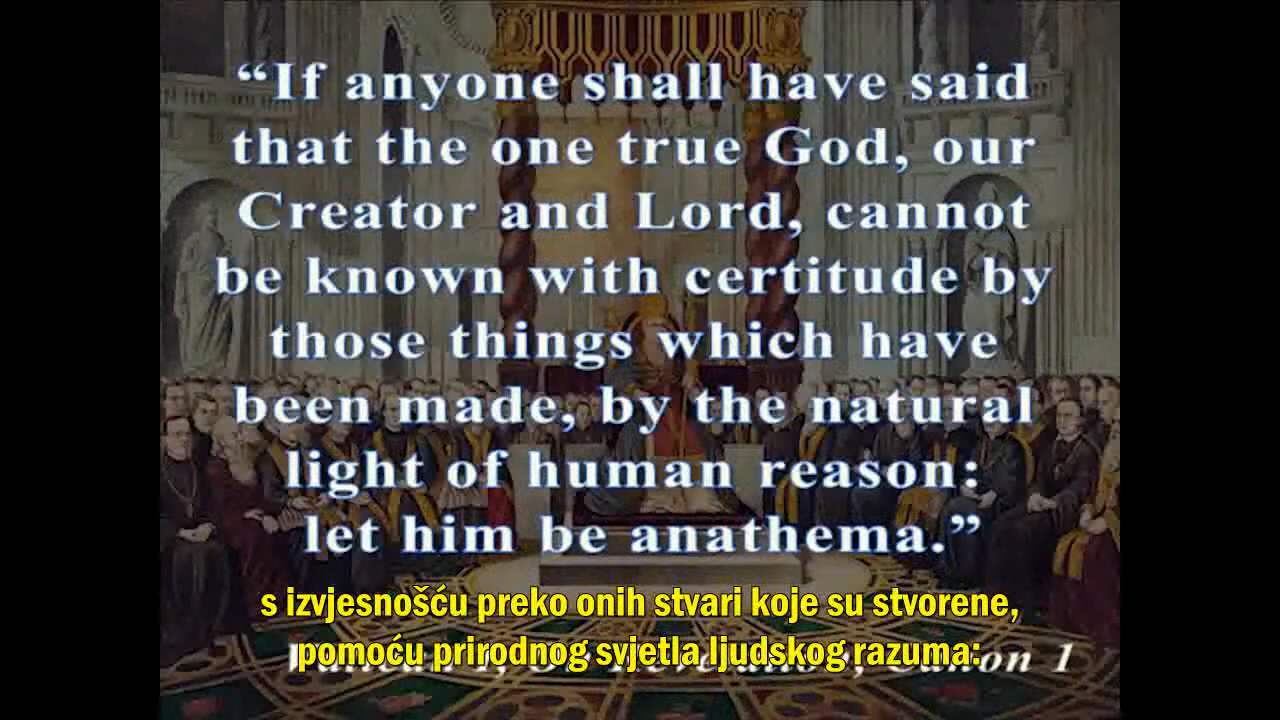 “If anyone shall have said
that the one true God, our
Creator and Lord, cannot
be known with certitude by
those things which have
been made, by the natural
light of human reason:
let him be anathema.”
s izvjesnošću preko onih stvari koje su stvorene,
pomoću prirodnog svjetla ljudskog razuma:
1